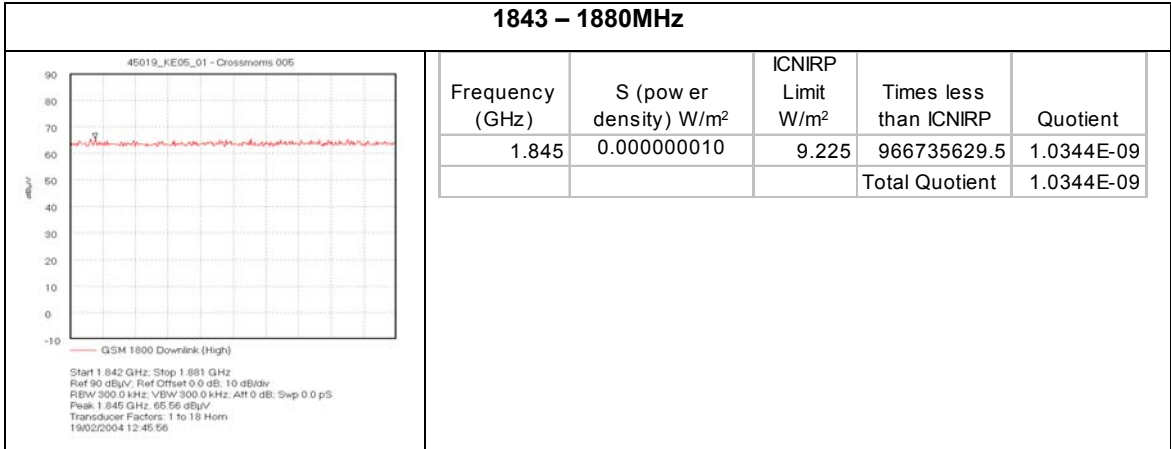 1843 – 1880MHz
45019_KE05_01 - Crossmorris 005
90
80
70
60
50
40
30
20
10
0
-10
dBµV
GSM 1800 Downlink (High)
Start 1.842 GHz; Stop 1.881 GHz
Ref 90 dBµV; Ref Offset 0.0 dB; 10 dB/div
RBW 300.0 kHz; VBW 300.0 kHz; Att 0 dB; Swp 0.0 pS
Peak 1.845 GHz, 65.56 dBµV
Transducer Factors: 1 to 18 Horn
19/02/2004 12:45:56
Frequency (GHz) S (pow er density) W/m² ICNIRP Limit W/m² Times less than ICNIRP Quotient
1.845 0.000000010 9.225 966735629.5 1.0344E-09
Total Quotient 1.0344E-09